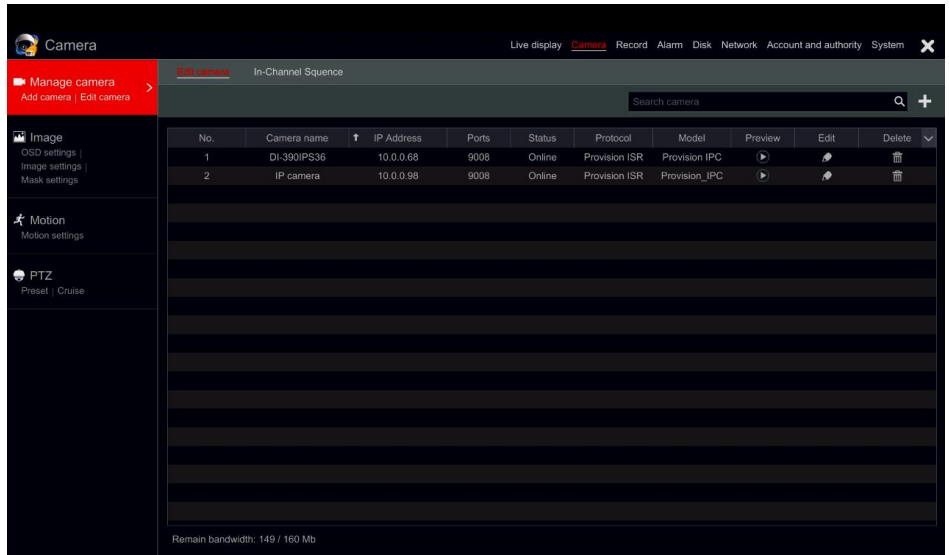 Camera
Live display Camera Record Alarm Disk Network Account and authority System
Manage camera
Add camera | Edit camera
Image
OSD settings |
Image settings |
Mask settings
Motion
Motion settings
PTZ
Preset | Cruise
Edit camera In-Channel Squence
Search camera
No. Camera name IP Address Ports Status Protocol Model Preview Edit Delete
1 DI-390IPS36 10.0.0.68 9008 Online Provision ISR Provision IPC
2 IP camera 10.0.0.98 9008 Online Provision ISR Provision_IPC
Remain bandwidth: 149 / 160 Mb